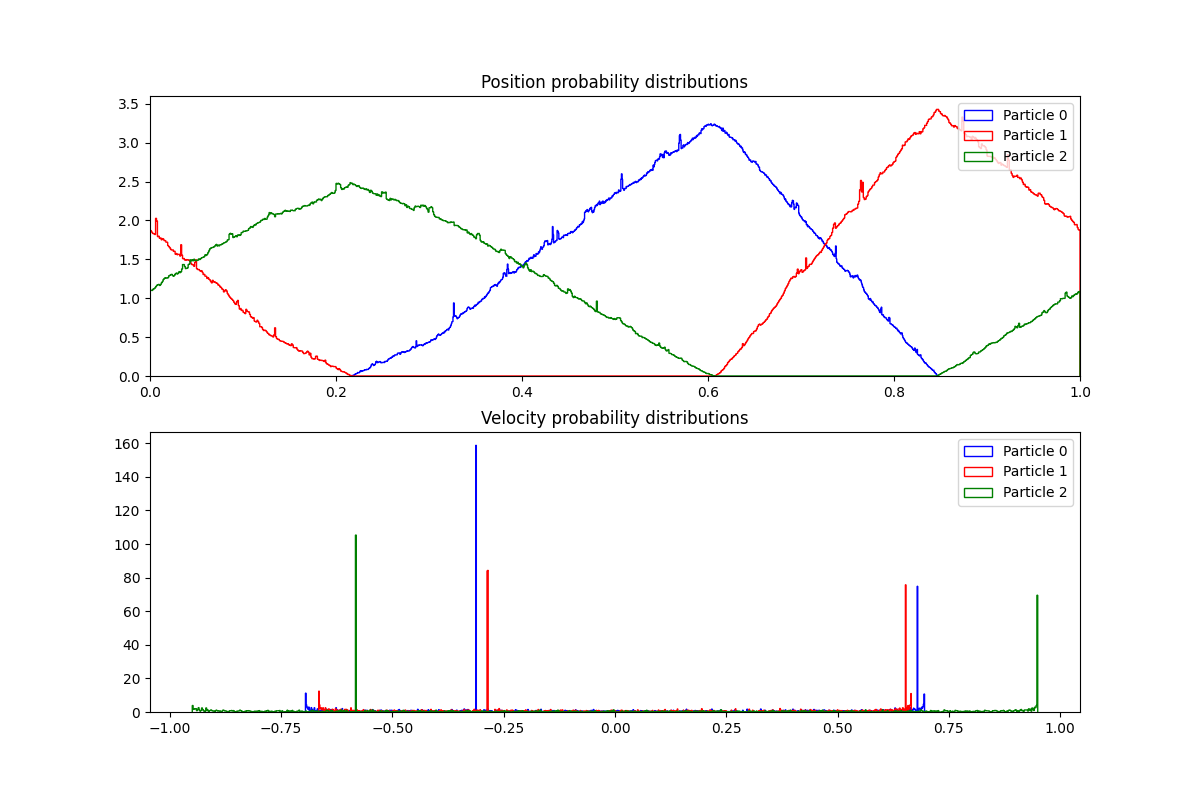 Position probability distributions
3.5
3.0
2.5
2.0
1.5
1.0
0.5
0.0
Particle 0
Particle 1
Particle 2
0.0 0.2 0.4 0.6 0.8 1.0
Velocity probability distributions
160
140
120
100
80
60
40
20
0
Particle 0
Particle 1
Particle 2
−1.00 −0.75 −0.50 −0.25 0.00 0.25 0.50 0.75 1.00